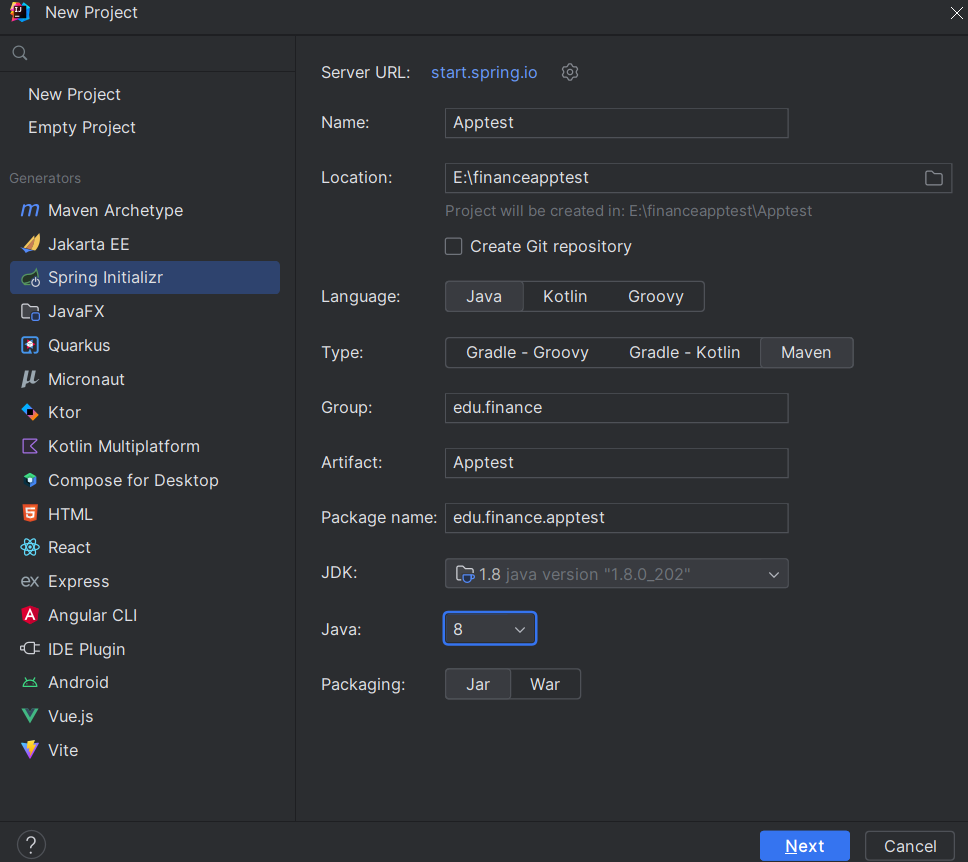 New Project
New Project
Empty Project
Generators
Maven Archetype
Jakarta EE
Spring Initializr
JavaFX
Quarkus
Micronaut
Ktor
Kotlin Multiplatform
Compose for Desktop
HTML
React
Express
Angular CLI
IDE Plugin
Android
Vue.js
Vite
Server URL: start.spring.io
Name: Apptest
Location: E:\financeapptest
Project will be created in: E:\financeapptest\Apptest
Create Git repository
Language: Java Kotlin Groovy
Type: Gradle - Groovy Gradle - Kotlin Maven
Group: edu.finance
Artifact: Apptest
Package name: edu.finance.apptest
JDK: 1.8 java version "1.8.0_202"
Java: 8
Packaging: Jar War
? Next Cancel